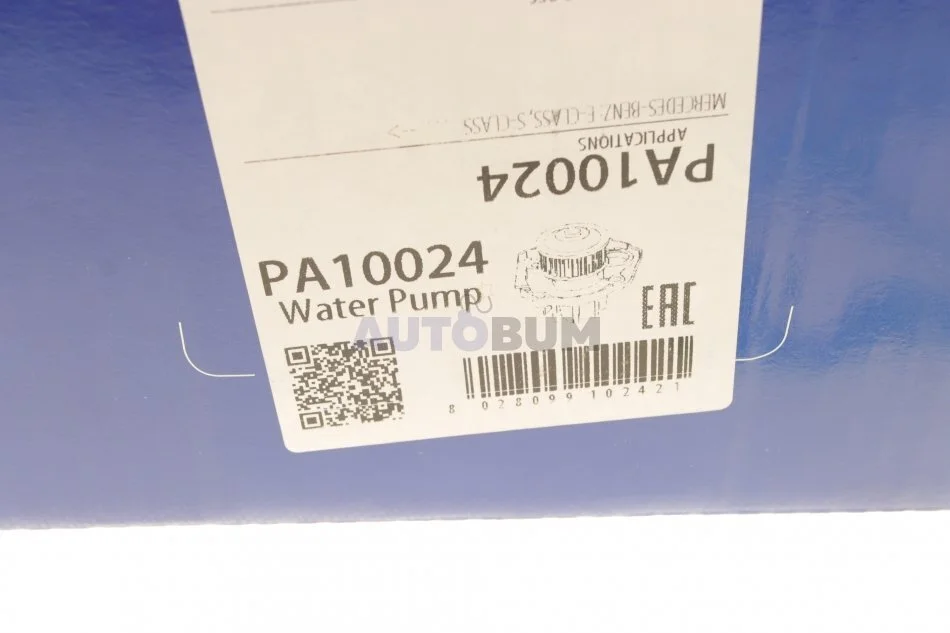 MERCEDES-BENZ: E-CLASS, S-CLASS ... -->
APPLICATIONS
PA10024
PA10024
Water Pump
EAC
AUTOBUM
8 028099 102421